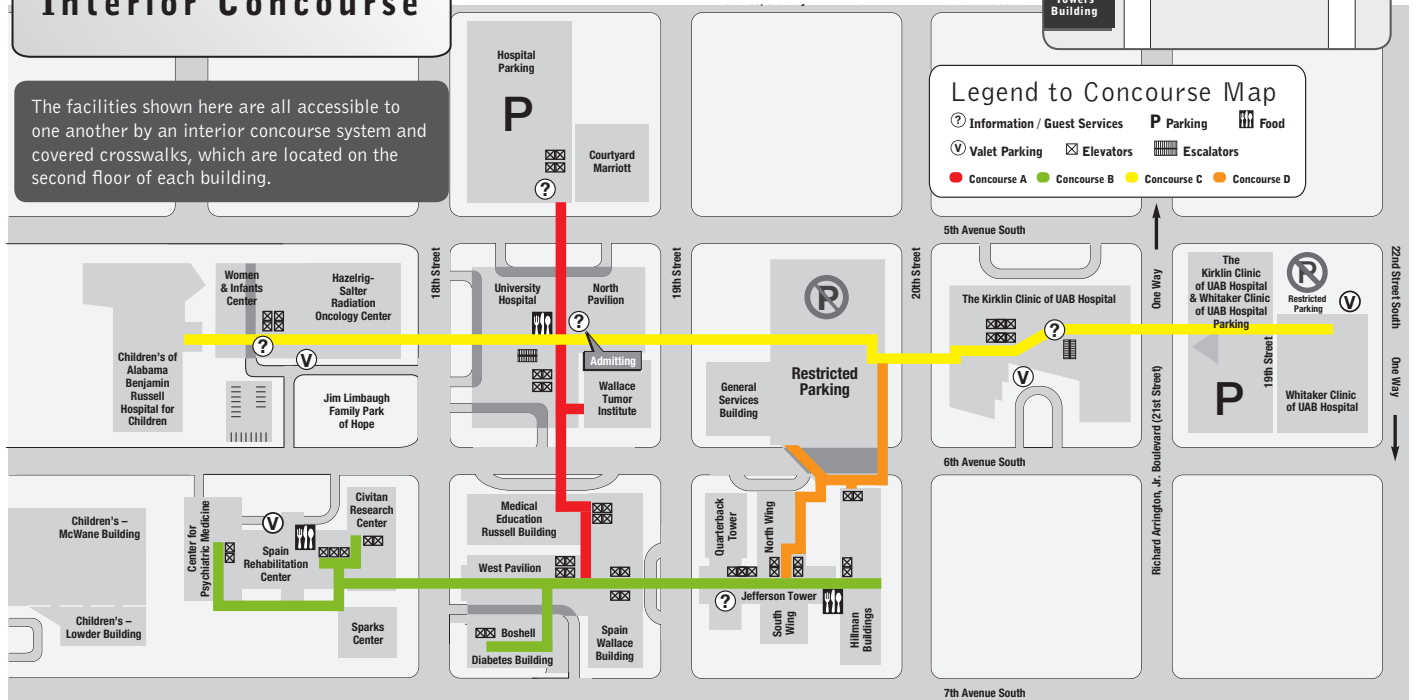 Interior Concourse
Towers
Building
The facilities shown here are all accessible to
one another by an interior concourse system and
covered crosswalks, which are located on the
second floor of each building.
Legend to Concourse Map
? Information / Guest Services
P Parking
Food
V Valet Parking
Elevators
Escalators
Concourse A
Concourse B
Concourse C
Concourse D
Hospital
Parking
P
?
Courtyard
Marriott
5th Avenue South
18th Street
19th Street
20th Street
One Way
22nd Street South
One Way
Women
& Infants
Center
?
V
Hazelrig-
Salter
Radiation
Oncology Center
Children's of
Alabama
Benjamin
Russell
Hospital for
Children
Jim Limbaugh
Family Park
of Hope
University
Hospital
North
Pavilion
?
Admitting
Wallace
Tumor
Institute
P
General
Services
Building
Restricted
Parking
The Kirklin Clinic of UAB Hospital
?
V
The
Kirklin Clinic
of UAB Hospital
& Whitaker Clinic
of UAB Hospital
Parking
P
Restricted
Parking
V
19th Street
P
Whitaker Clinic
of UAB Hospital
Richard Arrington, Jr. Boulevard (21st Street)
6th Avenue South
Children's –
McWane Building
Children's –
Lowder Building
Center for
Psychiatric Medicine
V
Spain
Rehabilitation
Center
Civitan
Research
Center
Sparks
Center
Medical
Education
Russell Building
West Pavilion
Boshell
Diabetes Building
Spain
Wallace
Building
Quarterback
Tower
North Wing
?
Jefferson Tower
South
Wing
Hillman
Buildings
7th Avenue South